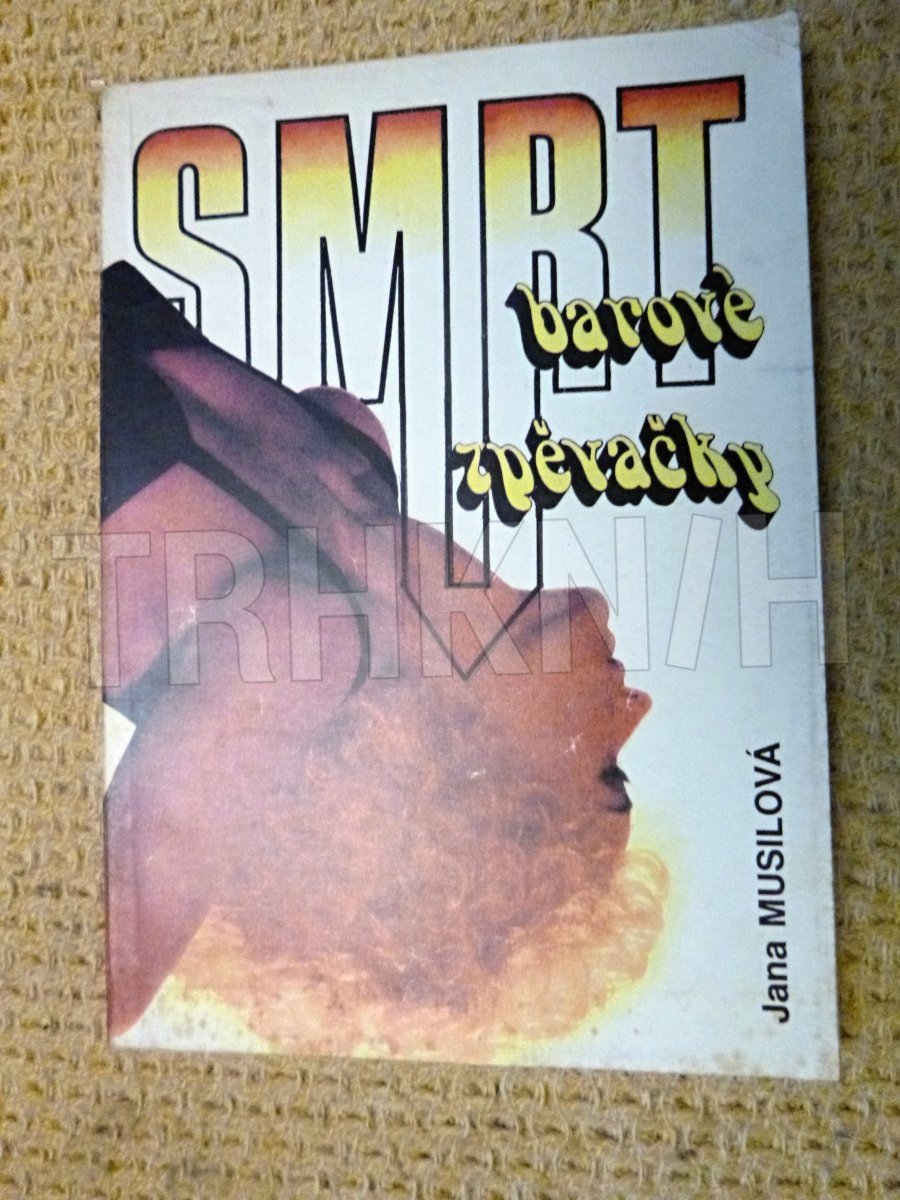 SMRT
barové
zpěvačky
TRHKNIH
Jana MUSILOVÁ